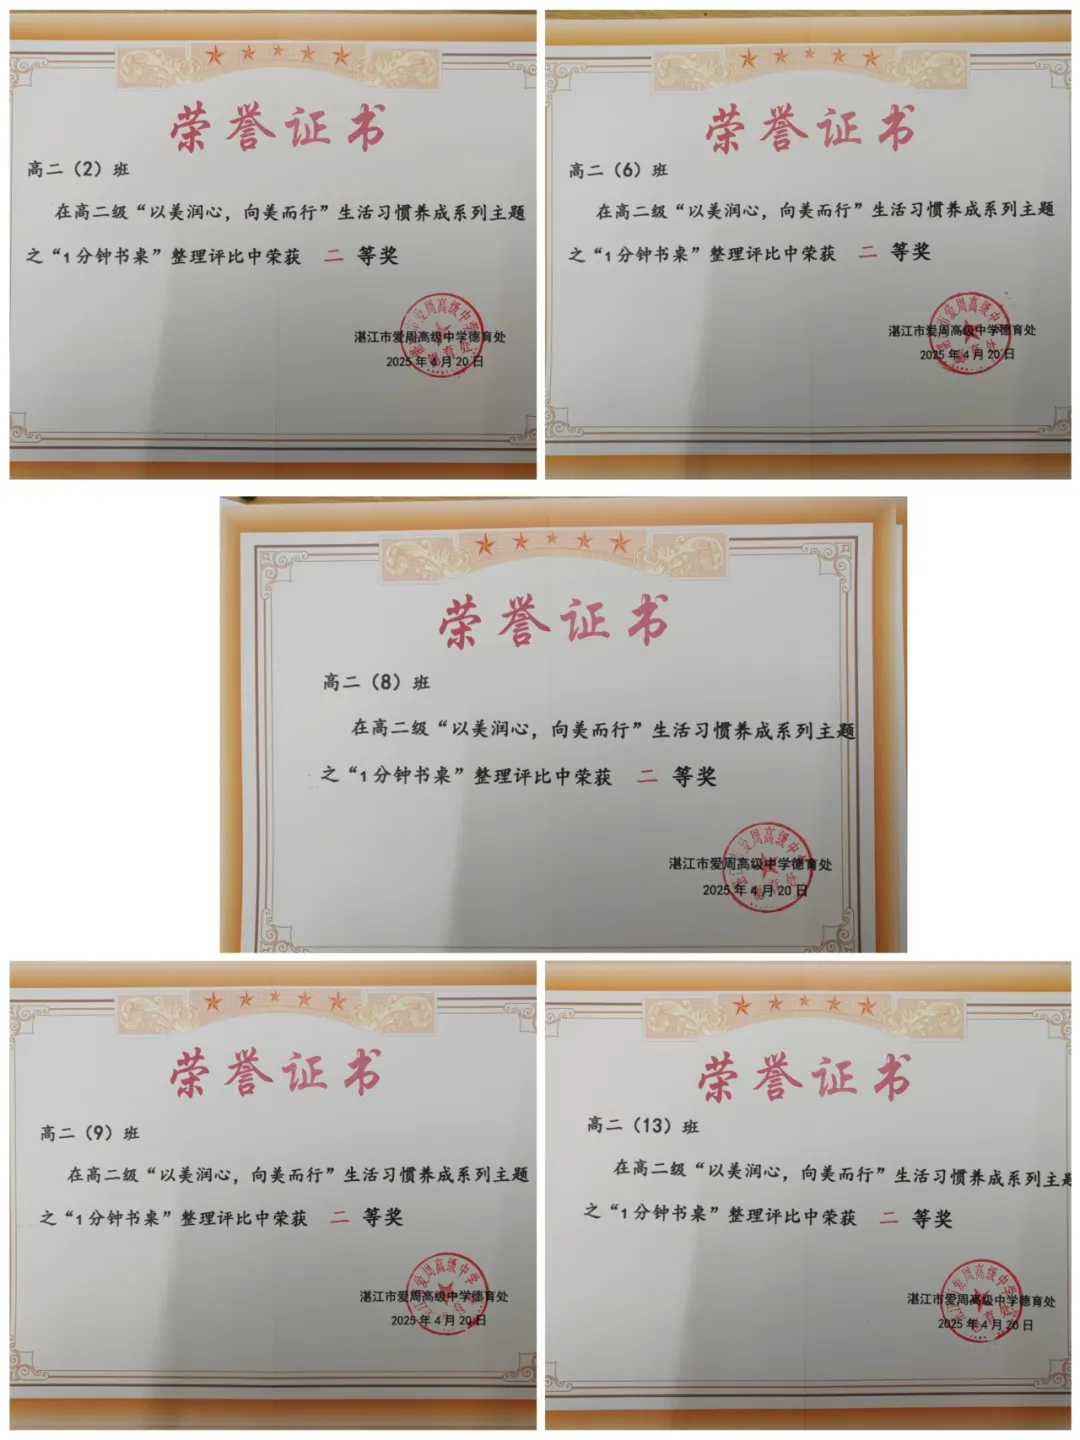 荣誉证书
高二（2）班
在高二级“以美润心，向美而行”生活习惯养成系列主题
之“1分钟书桌”整理评比中荣获 二 等奖
湛江市爱周高级中学德育处
2025年4月20日
荣誉证书
高二（6）班
在高二级“以美润心，向美而行”生活习惯养成系列主题
之“1分钟书桌”整理评比中荣获 二 等奖
湛江市爱周高级中学德育处
2025年4月20日
荣誉证书
高二（8）班
在高二级“以美润心，向美而行”生活习惯养成系列主题
之“1分钟书桌”整理评比中荣获 二 等奖
湛江市爱周高级中学德育处
2025年4月20日
荣誉证书
高二（9）班
在高二级“以美润心，向美而行”生活习惯养成系列主题
之“1分钟书桌”整理评比中荣获 二 等奖
湛江市爱周高级中学德育处
2025年4月20日
荣誉证书
高二（13）班
在高二级“以美润心，向美而行”生活习惯养成系列主题
之“1分钟书桌”整理评比中荣获 二 等奖
湛江市爱周高级中学德育处
2025年4月20日